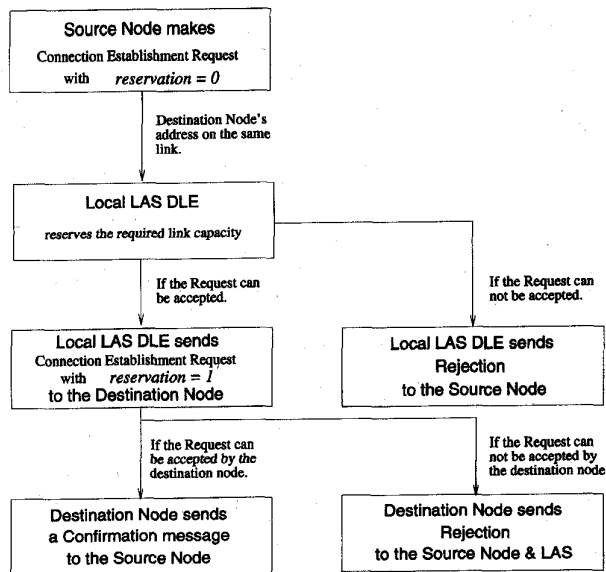 Source Node makes
Connection Establishment Request
with reservation = 0
Destination Node's
address on the same
link.
Local LAS DLE
reserves the required link capacity
If the Request can
be accepted.
If the Request can
not be accepted.
Local LAS DLE sends
Connection Establishment Request
with reservation = 1
to the Destination Node
Local LAS DLE sends
Rejection
to the Source Node
If the Request can
be accepted by the
destination node.
If the Request can
not be accepted by
the destination node
Destination Node sends
a Confirmation message
to the Source Node
Destination Node sends
Rejection
to the Source Node & LAS